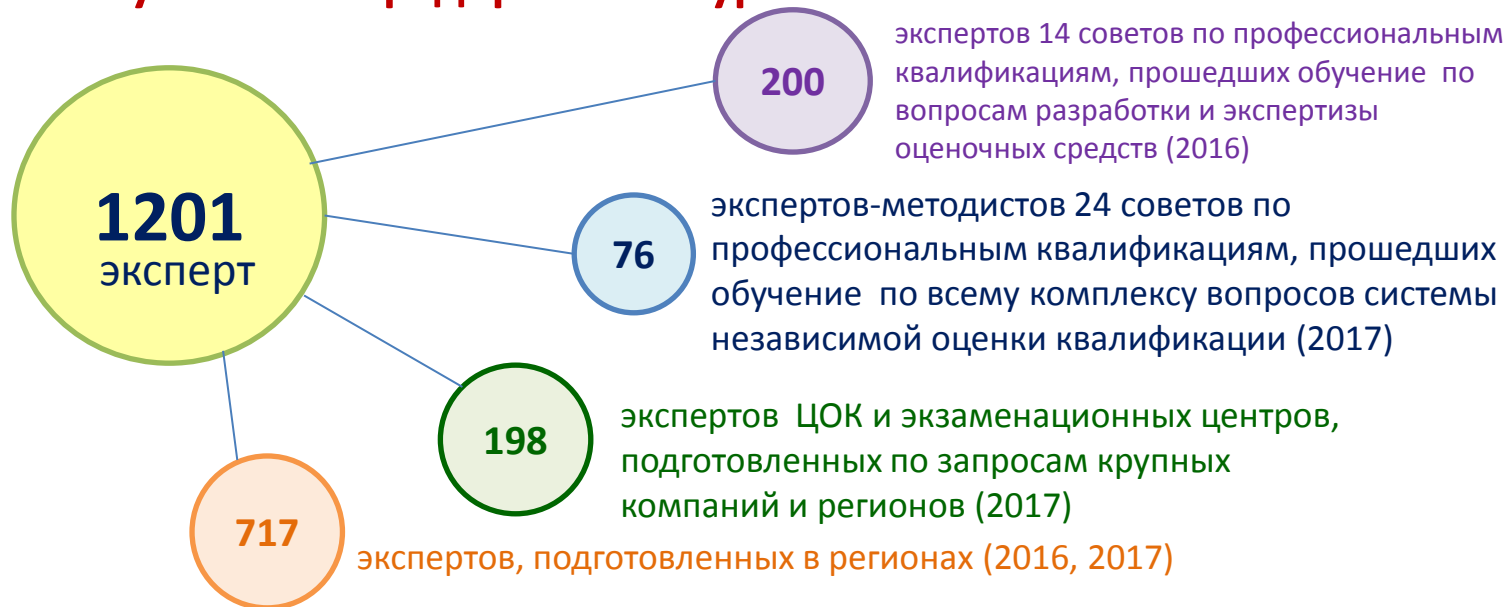 1201
эксперт
200
экспертов 14 советов по профессиональным
квалификациям, прошедших обучение по
вопросам разработки и экспертизы
оценочных средств (2016)
76
экспертов-методистов 24 советов по
профессиональным квалификациям, прошедших
обучение по всему комплексу вопросов системы
независимой оценки квалификации (2017)
198
экспертов ЦОК и экзаменационных центров,
подготовленных по запросам крупных
компаний и регионов (2017)
717
экспертов, подготовленных в регионах (2016, 2017)